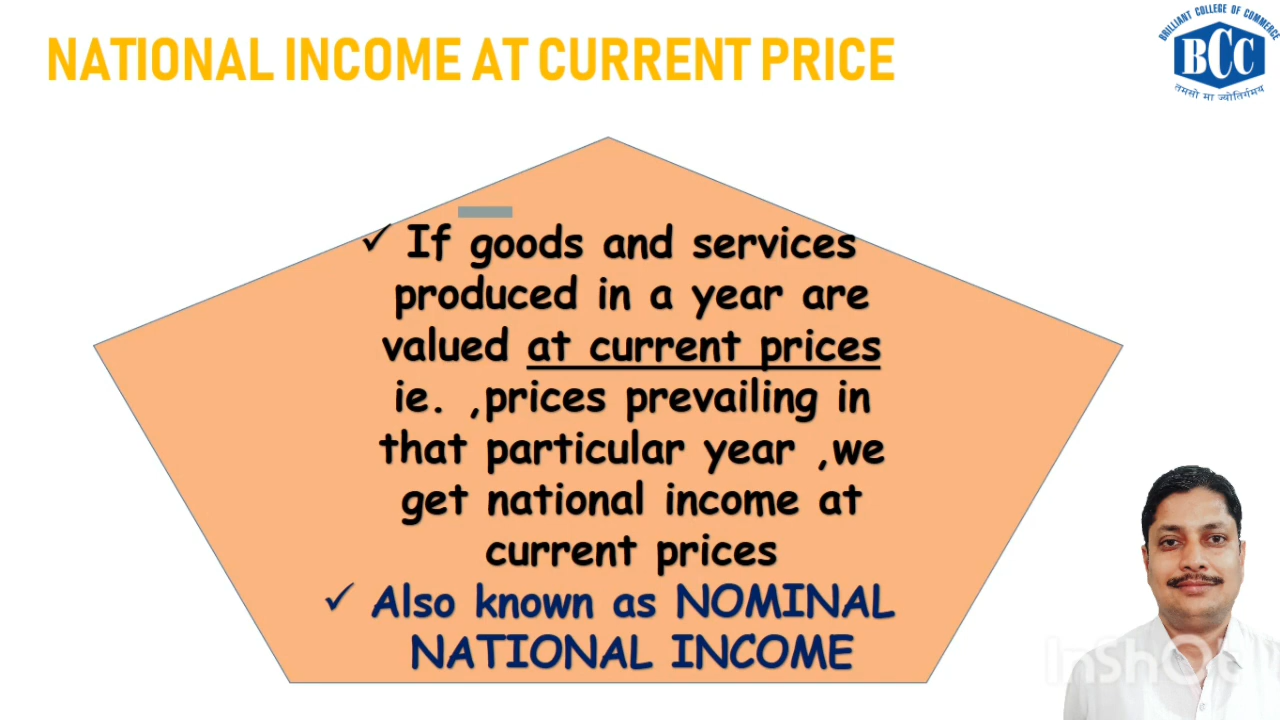 NATIONAL INCOME AT CURRENT PRICE
BRILLIANT COLLEGE OF COMMERCE
BCC
तमसो मा ज्योतिर्गमय
✓ If goods and services
produced in a year are
valued at current prices
ie. ,prices prevailing in
that particular year ,we
get national income at
current prices
✓ Also known as NOMINAL
NATIONAL INCOME
InShOt